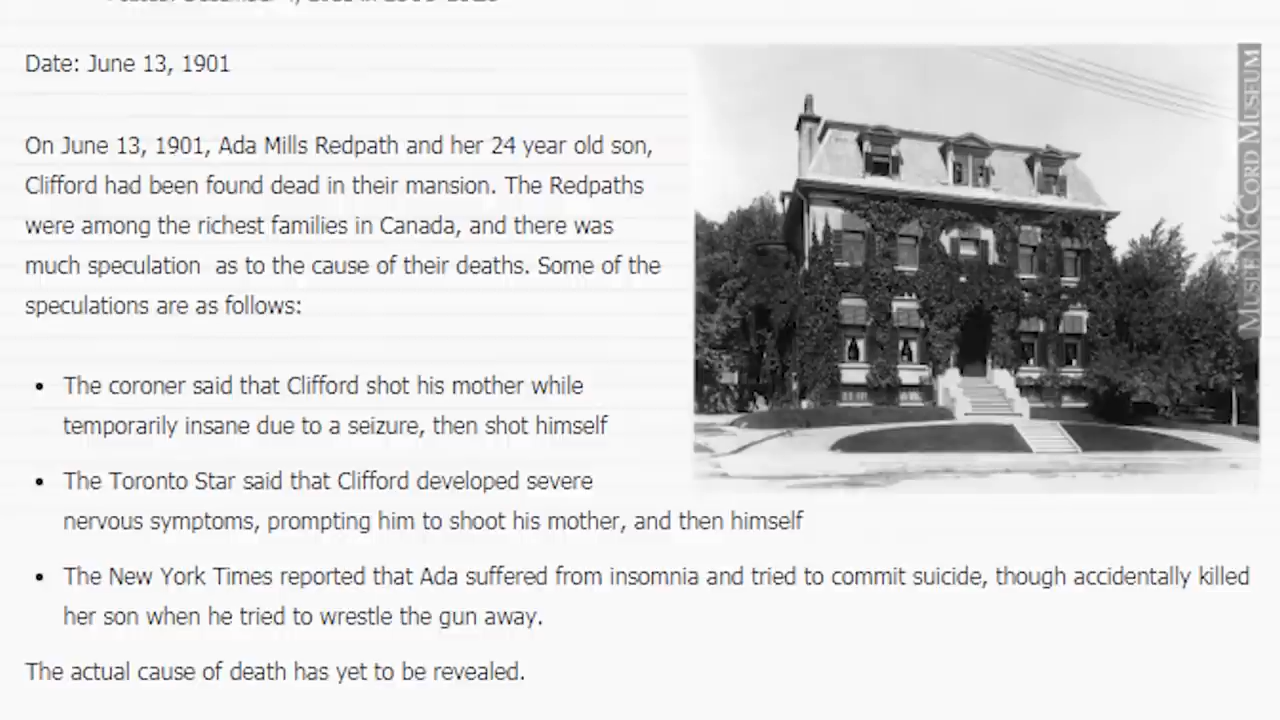 Date: June 13, 1901
On June 13, 1901, Ada Mills Redpath and her 24 year old son,
Clifford had been found dead in their mansion. The Redpaths
were among the richest families in Canada, and there was
much speculation  as to the cause of their deaths. Some of the
speculations are as follows:
• The coroner said that Clifford shot his mother while
temporarily insane due to a seizure, then shot himself
• The Toronto Star said that Clifford developed severe
nervous symptoms, prompting him to shoot his mother, and then himself
• The New York Times reported that Ada suffered from insomnia and tried to commit suicide, though accidentally killed
her son when he tried to wrestle the gun away.
The actual cause of death has yet to be revealed.
MUSÉE MCCORD MUSEUM